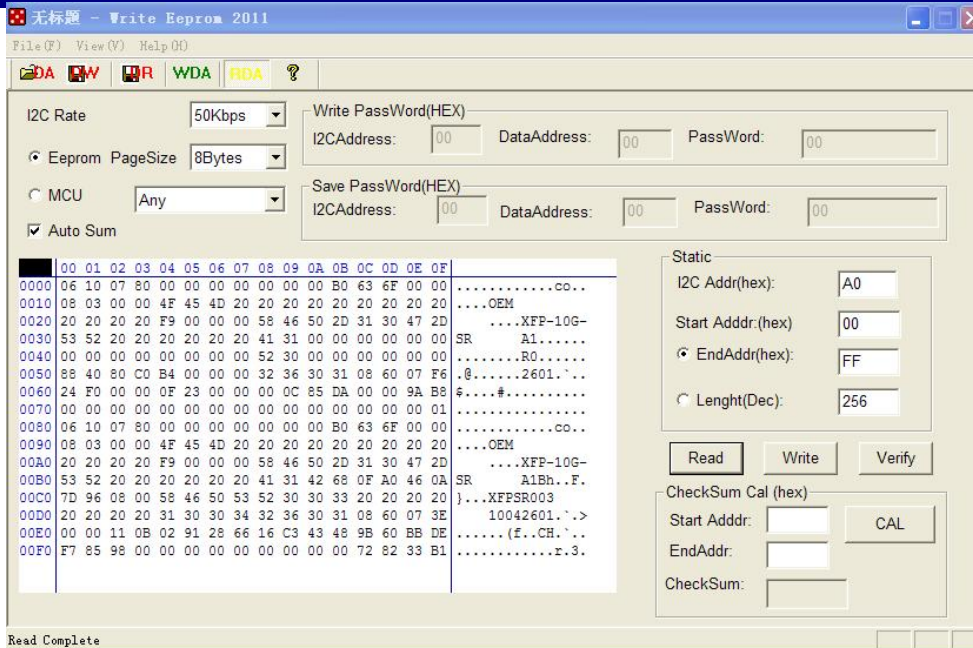 无标题 - Write Eeprom 2011
File(F) View(V) Help(H)
DA W R WDA RDA ?
I2C Rate 50Kbps
Eeprom PageSize 8Bytes
MCU Any
Auto Sum
Write PassWord(HEX)
I2CAddress: 00 DataAddress: 00 PassWord: 00
Save PassWord(HEX)
I2CAddress: 00 DataAddress: 00 PassWord: 00
00 01 02 03 04 05 06 07 08 09 0A 0B 0C 0D 0E 0F
0000 06 10 07 80 00 00 00 00 00 00 00 B0 63 6F 00 00 ............co..
0010 08 03 00 00 4F 45 4D 20 20 20 20 20 20 20 20 20 ....OEM
0020 20 20 20 20 F9 00 00 00 58 46 50 2D 31 30 47 2D ....XFP-10G-
0030 53 52 20 20 20 20 20 20 41 31 00 00 00 00 00 00 SR A1......
0040 00 00 00 00 00 00 00 00 52 30 00 00 00 00 00 00 ........R0......
0050 88 40 80 C0 B4 00 00 00 32 36 30 31 08 60 07 F6 .@......2601.`..
0060 24 F0 00 00 0F 23 00 00 00 0C 85 DA 00 00 9A B8 $....#..........
0070 00 00 00 00 00 00 00 00 00 00 00 00 00 00 00 01 ................
0080 06 10 07 80 00 00 00 00 00 00 00 B0 63 6F 00 00 ............co..
0090 08 03 00 00 4F 45 4D 20 20 20 20 20 20 20 20 20 ....OEM
00A0 20 20 20 20 F9 00 00 00 58 46 50 2D 31 30 47 2D ....XFP-10G-
00B0 53 52 20 20 20 20 20 20 41 31 42 68 0F A0 46 0A SR A1Bh..F.
00C0 7D 96 08 00 58 46 50 53 52 30 30 33 20 20 20 20 }...XFPSR003
00D0 20 20 20 20 31 30 30 34 32 36 30 31 08 60 07 3E 10042601.`.>
00E0 00 00 11 0B 02 91 28 66 16 C3 43 48 9B 60 BB DE ......(f..CH.`..
00F0 F7 85 98 00 00 00 00 00 00 00 00 00 72 82 33 B1 ............r.3.
Static
I2C Addr(hex): A0
Start Adddr:(hex) 00
EndAddr(hex): FF
Lenght(Dec): 256
Read Write Verify
CheckSum Cal (hex)
Start Adddr: CAL
EndAddr:
CheckSum:
Read Complete